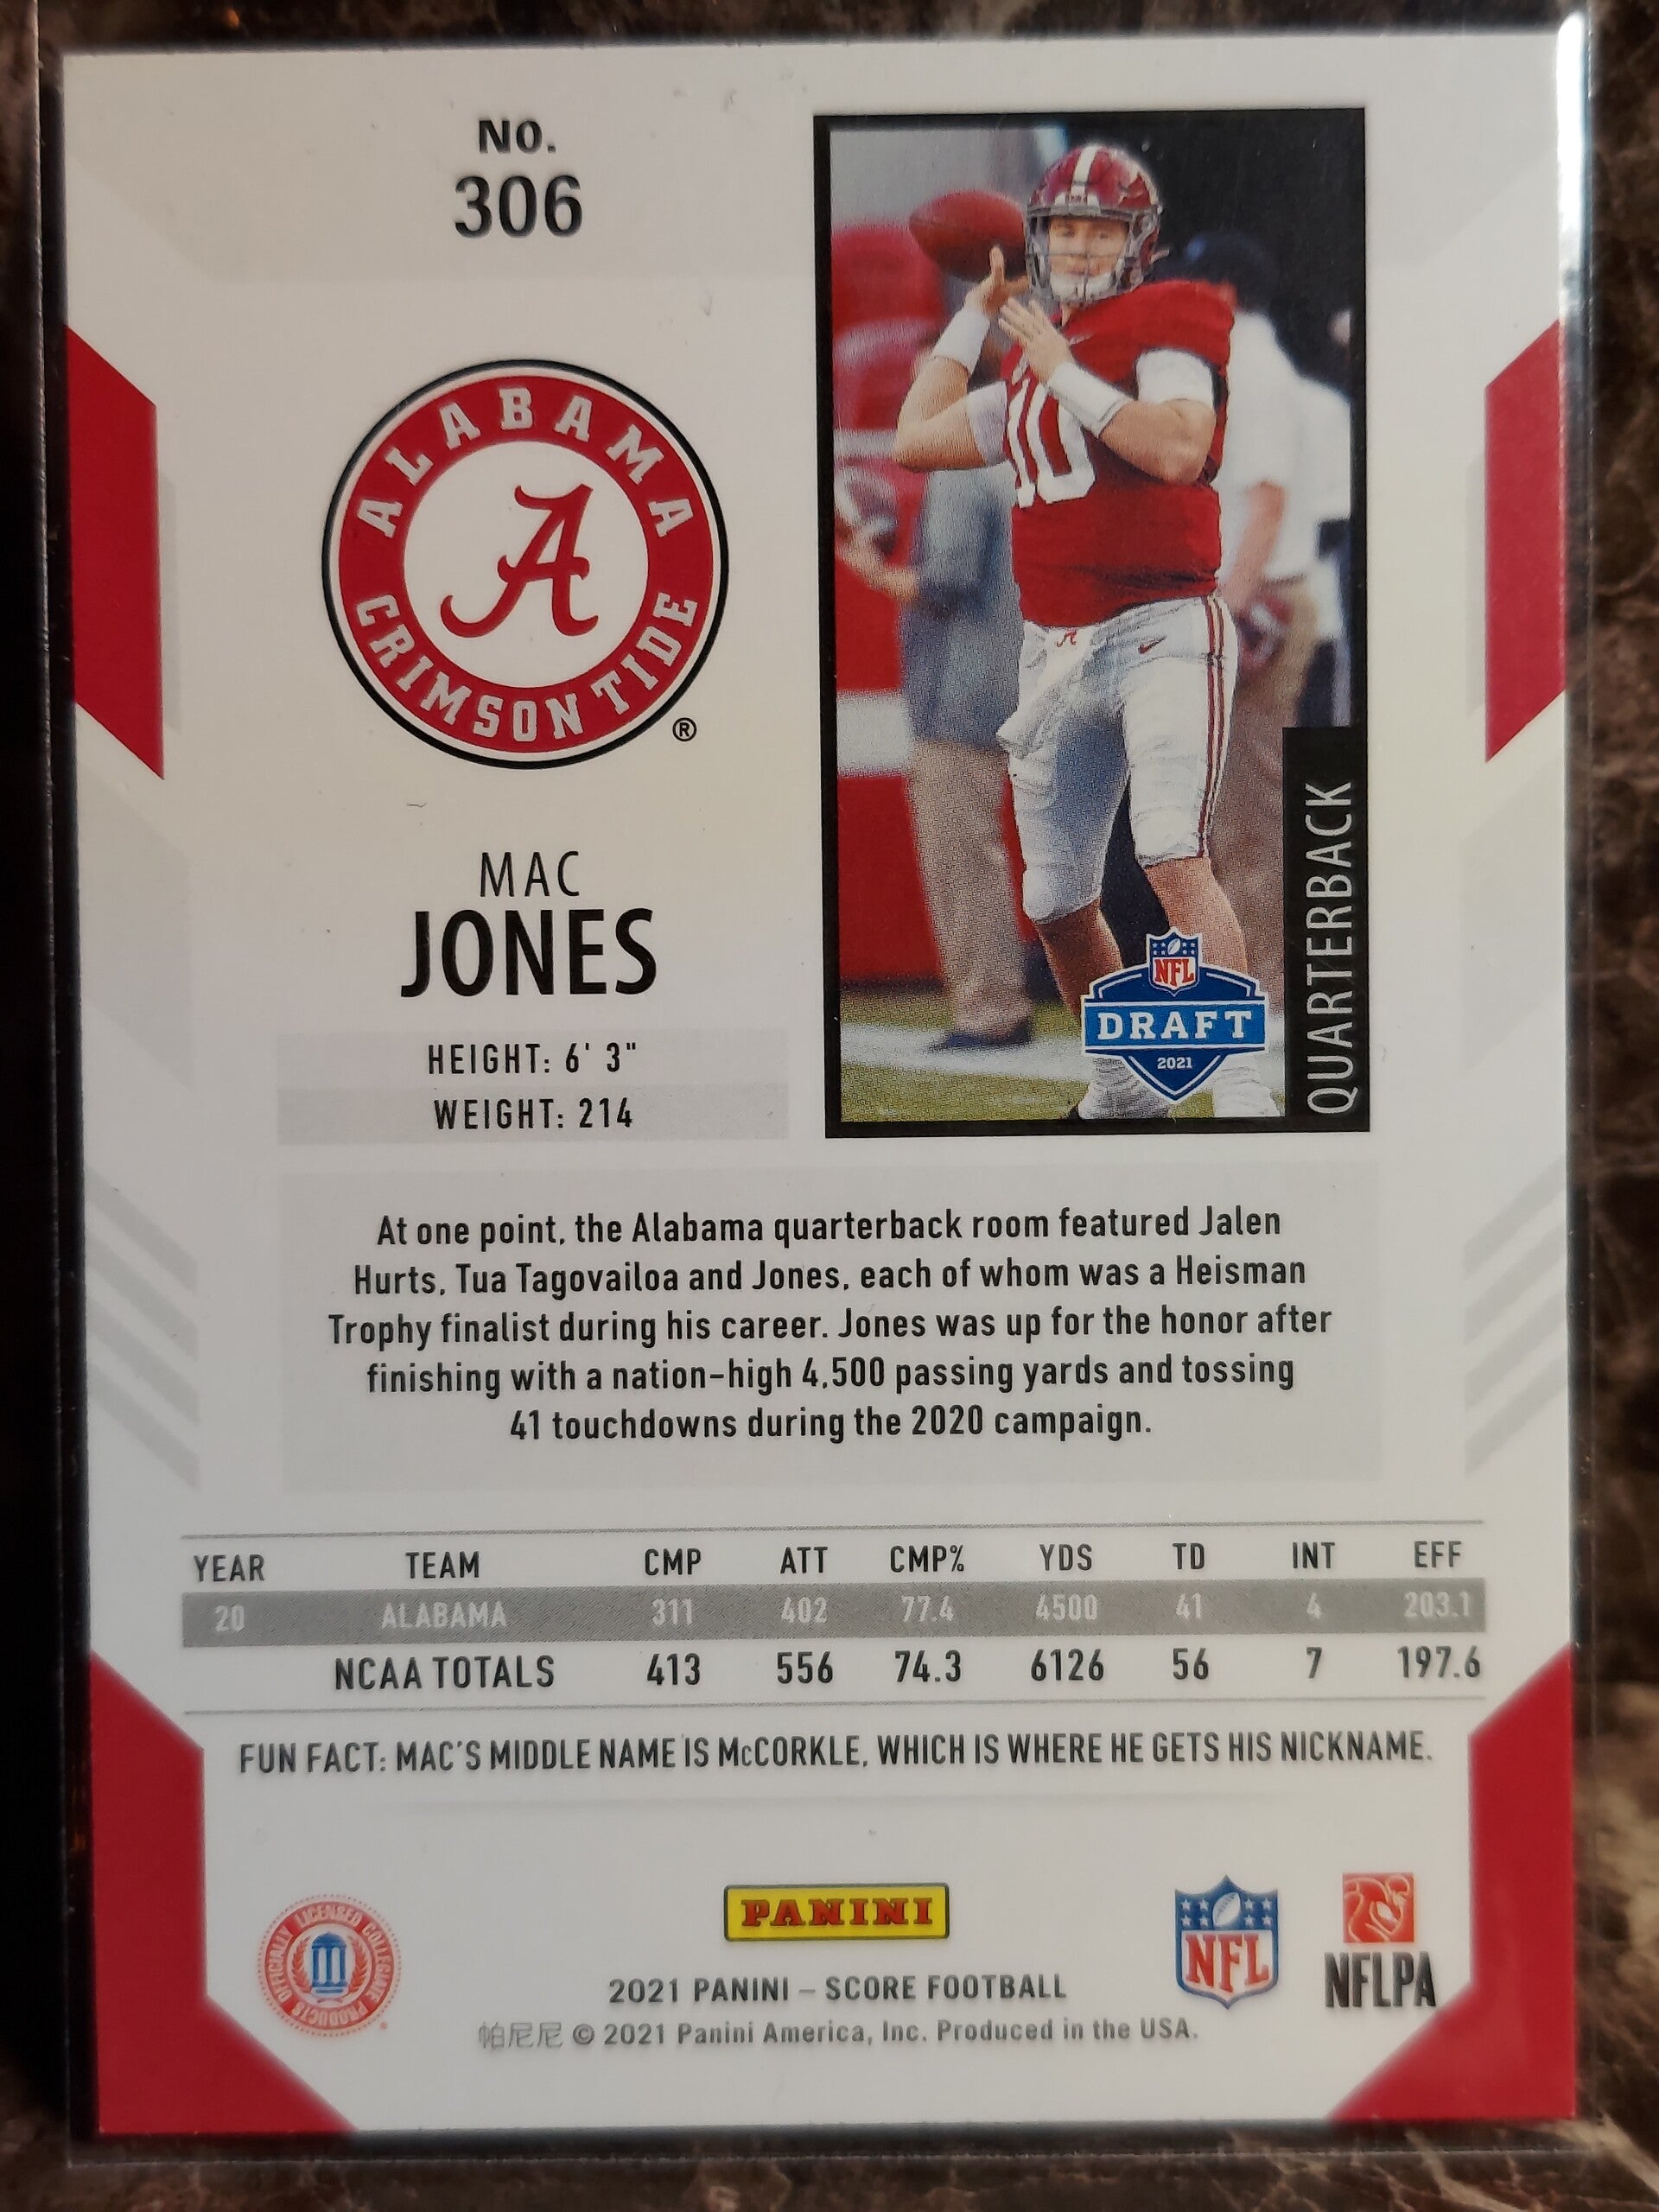 No.
306
ALABAMA
A
CRIMSON TIDE
®
10
MAC
JONES
HEIGHT: 6' 3"
WEIGHT: 214
NFL
DRAFT
2021
QUARTERBACK
At one point, the Alabama quarterback room featured Jalen
Hurts, Tua Tagovailoa and Jones, each of whom was a Heisman
Trophy finalist during his career. Jones was up for the honor after
finishing with a nation-high 4,500 passing yards and tossing
41 touchdowns during the 2020 campaign.
YEAR TEAM CMP ATT CMP% YDS TD INT EFF
20 ALABAMA 311 402 77.4 4500 41 4 203.1
NCAA TOTALS 413 556 74.3 6126 56 7 197.6
FUN FACT: MAC'S MIDDLE NAME IS McCORKLE, WHICH IS WHERE HE GETS HIS NICKNAME.
OFFICIALLY LICENSED COLLEGIATE PRODUCTS
PANINI
NFL
NFLPA
2021 PANINI – SCORE FOOTBALL
帕尼尼 © 2021 Panini America, Inc. Produced in the USA.